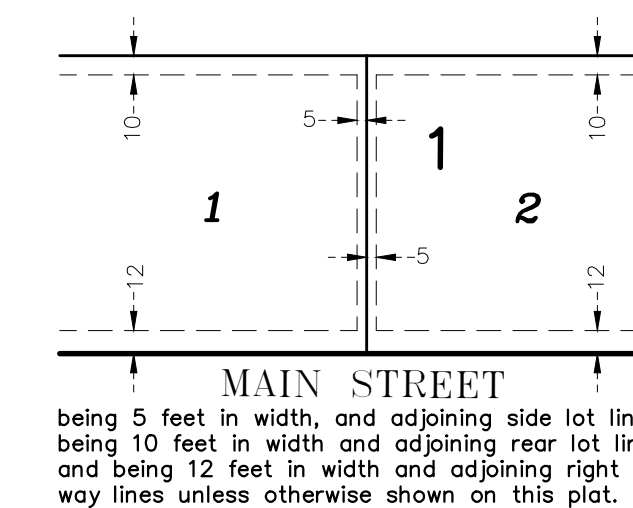 10
10
5
1
1
2
5
12
12
MAIN STREET
being 5 feet in width, and adjoining side lot
being 10 feet in width and adjoining rear lot
and being 12 feet in width and adjoining right
way lines unless otherwise shown on this plat.